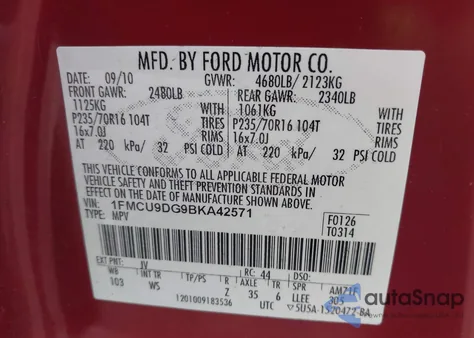 MFD. BY FORD MOTOR CO.
DATE: 09/10 GVWR: 4680LB/ 2123KG
FRONT GAWR: 2480LB REAR GAWR: 2340LB
1125KG WITH 1061KG WITH
P235/70R16 104T TIRES P235/70R16 104T TIRES
16x7.0J RIMS 16x7.0J RIMS
AT 220 kPa/ 32 PSI COLD AT 220 kPa/ 32 PSI COLD
THIS VEHICLE CONFORMS TO ALL APPLICABLE FEDERAL MOTOR
VEHICLE SAFETY AND THEFT PREVENTION STANDARDS IN EFFECT
ON THE DATE OF MANUFACTURE SHOWN ABOVE.
VIN: 1FMCU9DG9BKA42571 F0126
TYPE: MPV T0314
JV RC: 44 DSO:
WB INT TR TP/PS R AXLE TR SPR
103 WS Z 35 6 LLEE
1201009183536 UTC 5U5A-1520472-BA
autaSnap